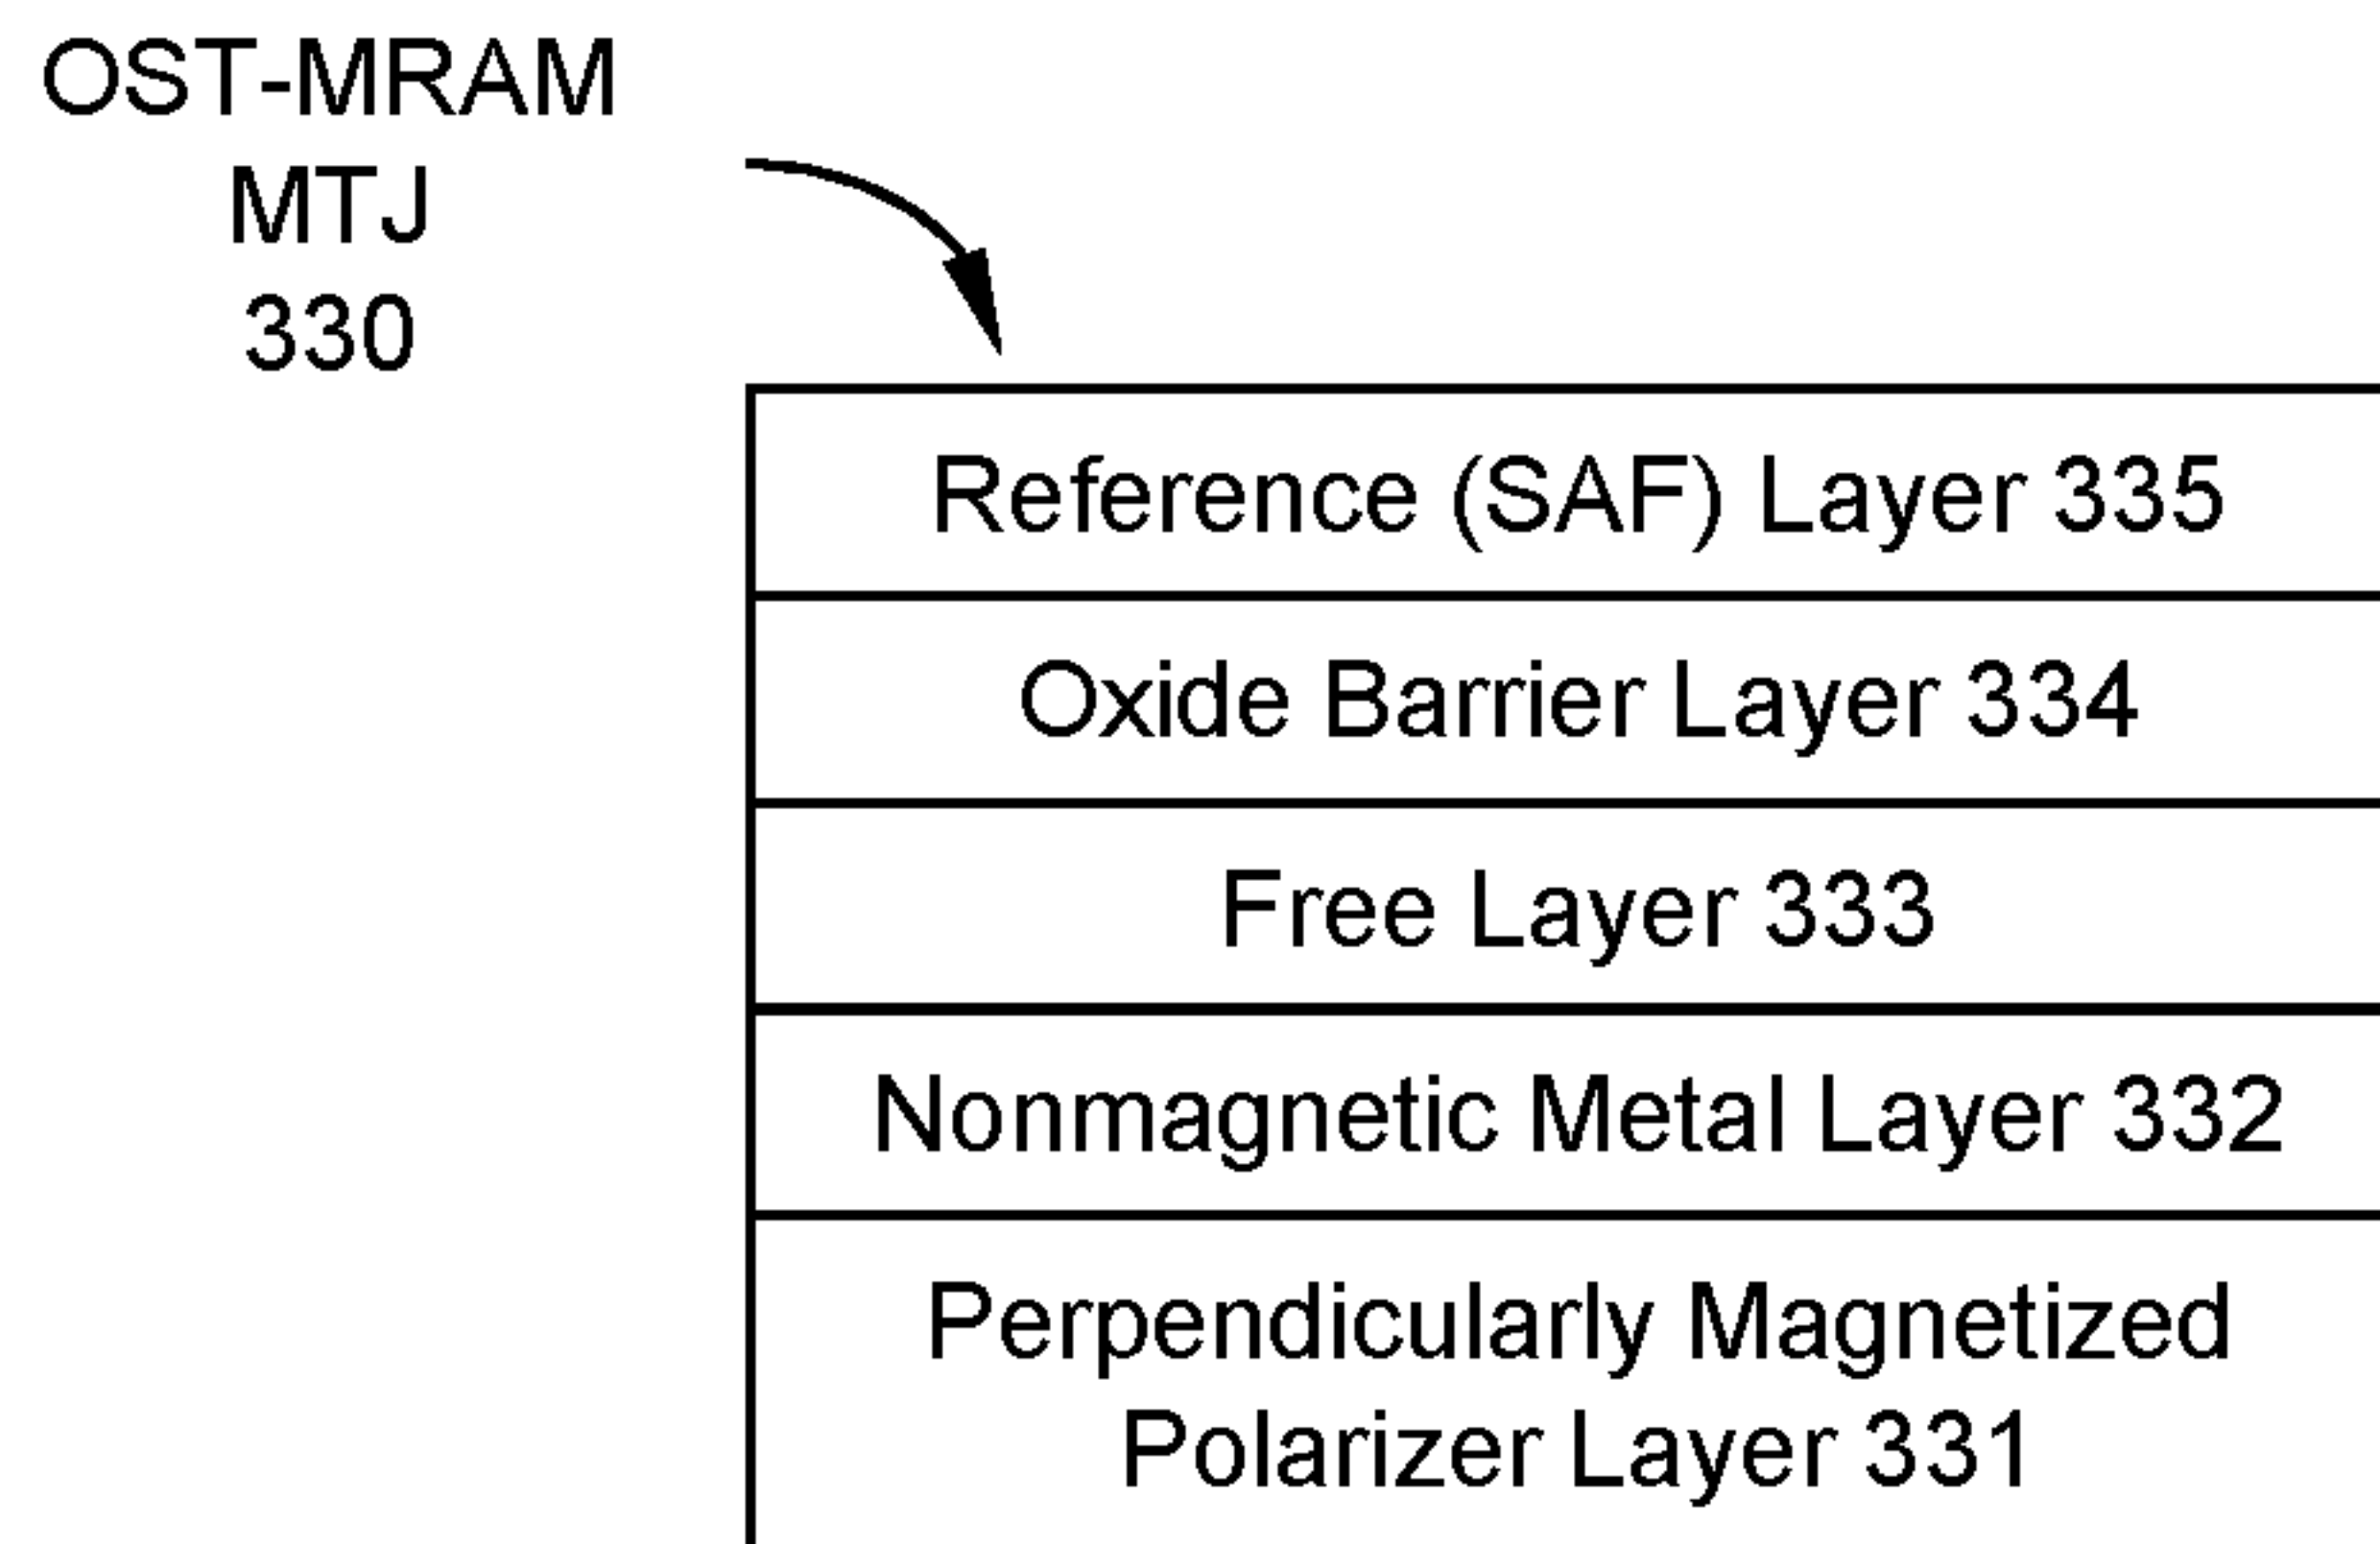 OST-MRAM
MTJ
330
Reference (SAF) Layer 335
Oxide Barrier Layer 334
Free Layer 333
Nonmagnetic Metal Layer 332
Perpendicularly Magnetized
Polarizer Layer 331